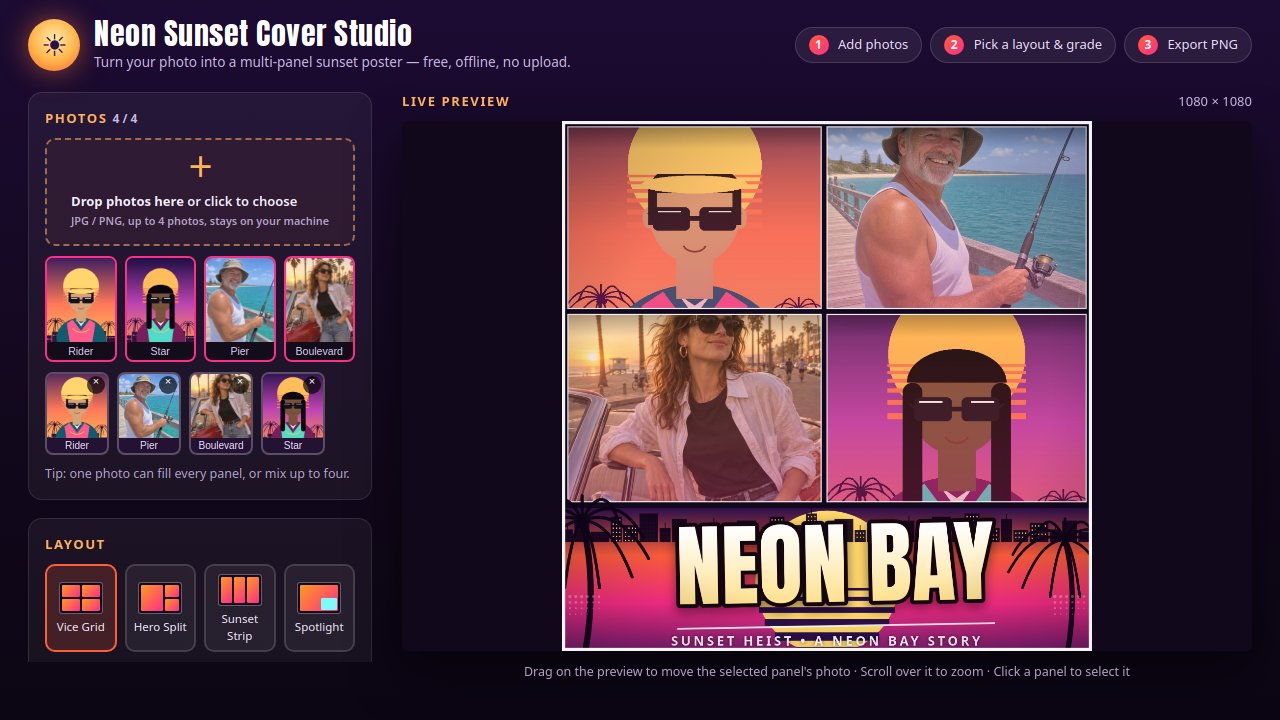 Neon Sunset Cover Studio
Turn your photo into a multi-panel sunset poster — free, offline, no upload.
1 Add photos
2 Pick a layout & grade
3 Export PNG
PHOTOS 4 / 4
+
Drop photos here or click to choose
JPG / PNG, up to 4 photos, stays on your machine
Rider
Star
Pier
Boulevard
Rider
Pier
Boulevard
Star
Tip: one photo can fill every panel, or mix up to four.
LAYOUT
Vice Grid
Hero Split
Sunset
Strip
Spotlight
LIVE PREVIEW
1080 × 1080
NEON BAY
SUNSET HEIST • A NEON BAY STORY
Drag on the preview to move the selected panel's photo · Scroll over it to zoom · Click a panel to select it